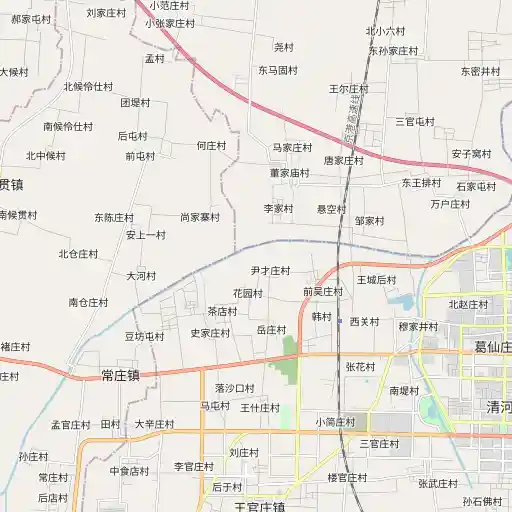 小范庄村
刘家庄村
郝家屯村
小张家庄村
北小六村
尧村
东孙家庄村
孟村
大候村
东马固村
东密井村
北候伶仕村
王尔庄村
团堤村
南候伶仕村
三官屯村
后屯村
何庄村
马家庄村
安子窝村
北中候村
前屯村
唐家庄村
董家庙村
贯镇
东王排村
石家屯村
万户庄村
南候贯村
东陈庄村
尚家寨村
李家村
悬空村
邹家村
安上一村
北仓庄村
大河村
尹才庄村
王城后村
南仓庄村
花园村
前吴庄村
北赵庄村
茶店村
韩村
西关村
穆家井村
豆坊屯村
史家庄村
岳庄村
褚庄村
葛仙庄
庄村
常庄镇
张花村
落沙口村
南堤村
马屯村
王什庄村
清河
孟官庄村
田村
大辛庄村
小简庄村
三官庄村
孙庄村
刘庄村
中食店村
李官庄村
常庄村
楼官庄村
张武庄村
后店村
后于村
王官庄镇
孙石佛村